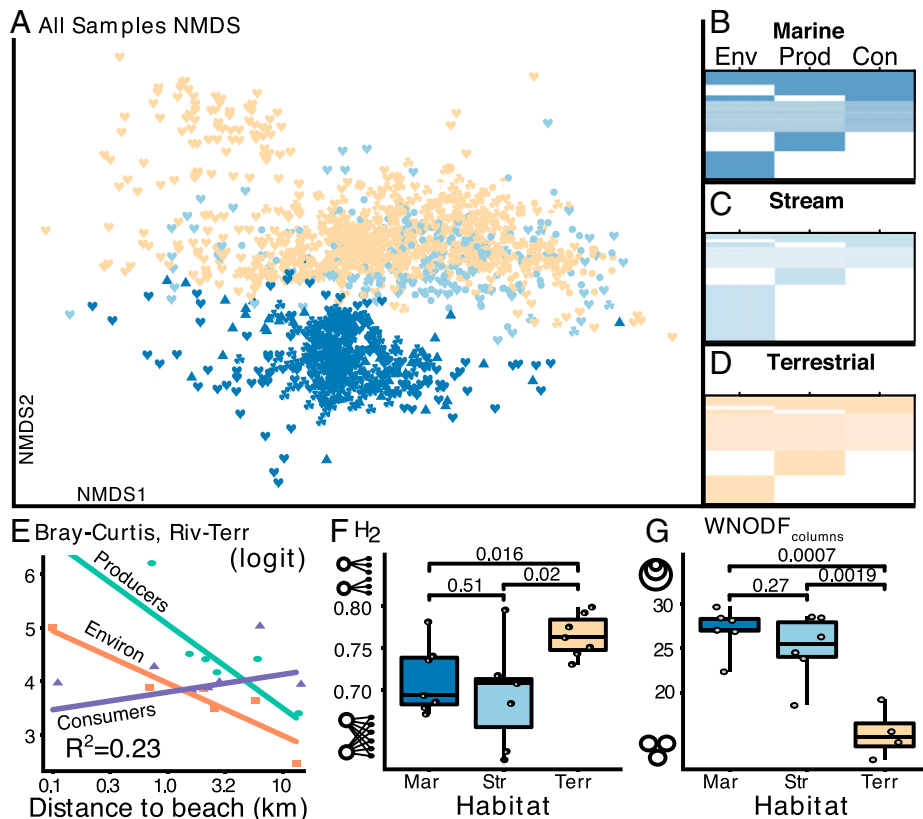 A All Samples NMDS
NMDS2
NMDS1
B
Marine
Env Prod Con
C
Stream
D
Terrestrial
E Bray-Curtis, Riv-Terr
(logit)
6
5
4
3
Producers
Environ
Consumers
R²=0.23
0.1 0.3 1.0 3.2 10
Distance to beach (km)
F H₂
0.016
0.51 0.02
0.80
0.75
0.70
Mar Str Terr
Habitat
G WNODF columns
0.0007
0.27 0.0019
30
25
20
Mar Str Terr
Habitat